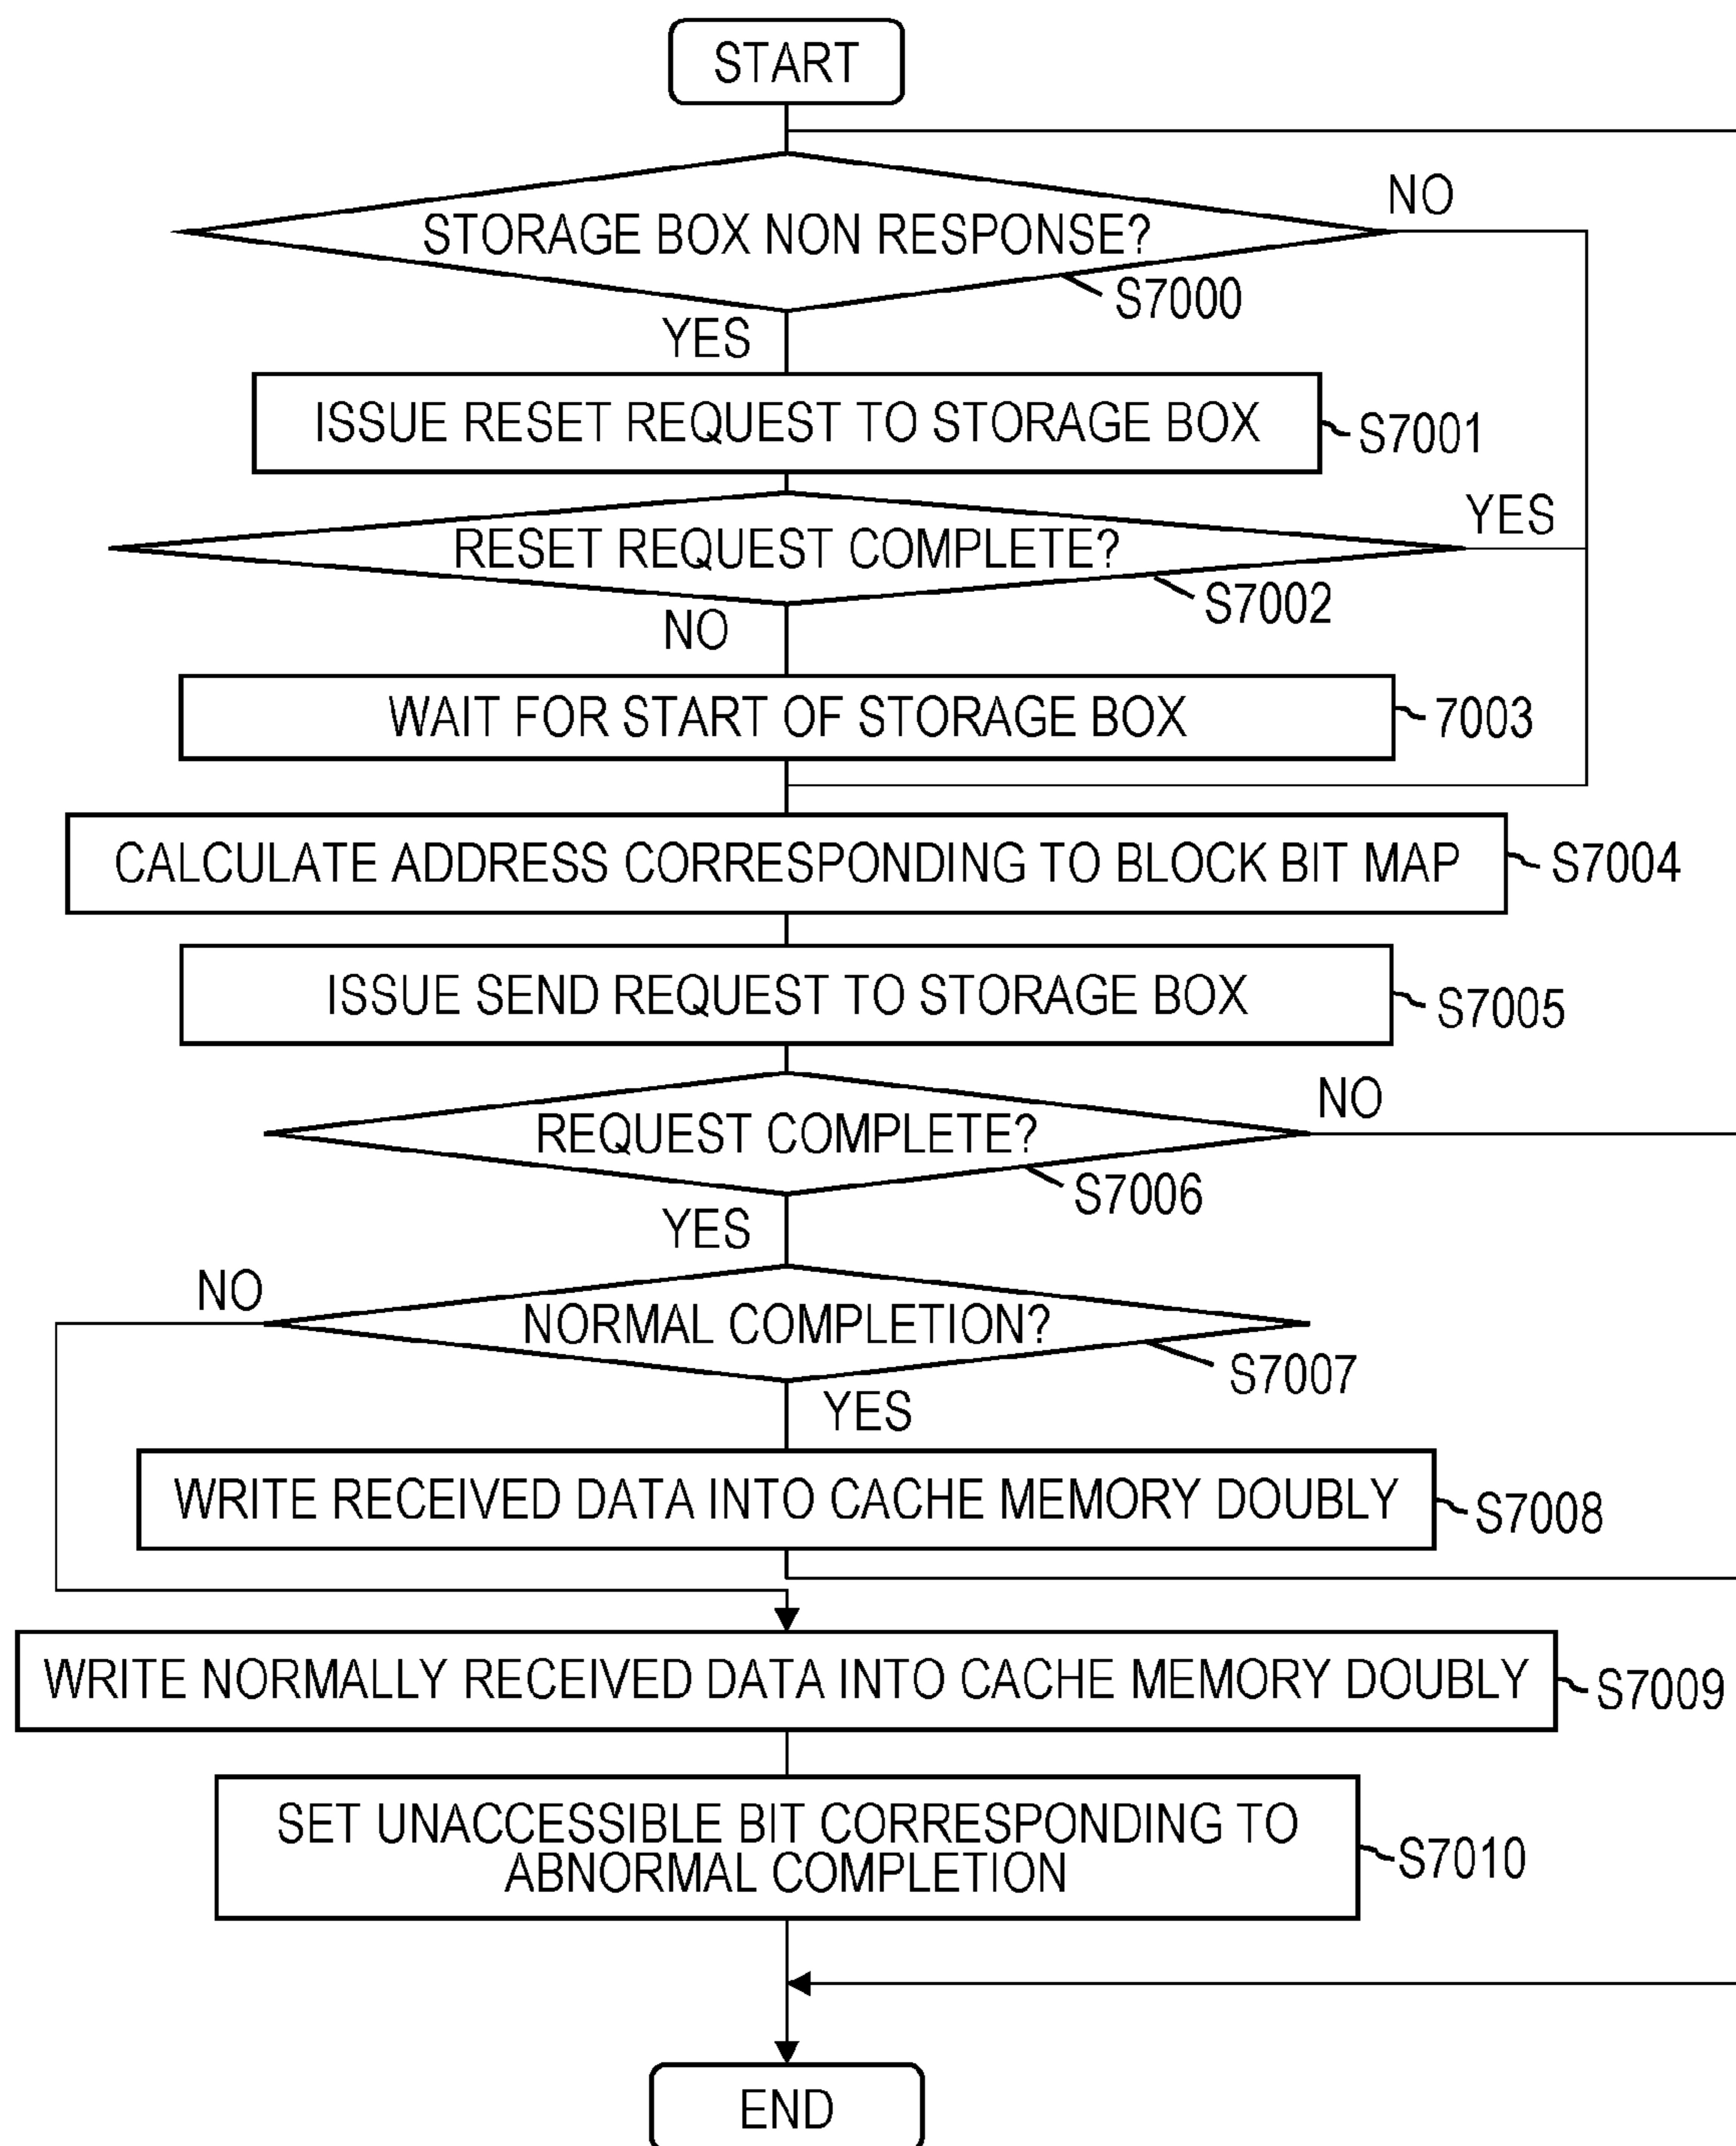 START
STORAGE BOX NON RESPONSE?
NO
S7000
YES
ISSUE RESET REQUEST TO STORAGE BOX
S7001
RESET REQUEST COMPLETE?
YES
S7002
NO
WAIT FOR START OF STORAGE BOX
7003
CALCULATE ADDRESS CORRESPONDING TO BLOCK BIT MAP
S7004
ISSUE SEND REQUEST TO STORAGE BOX
S7005
REQUEST COMPLETE?
NO
S7006
YES
NO
NORMAL COMPLETION?
S7007
YES
WRITE RECEIVED DATA INTO CACHE MEMORY DOUBLY
S7008
WRITE NORMALLY RECEIVED DATA INTO CACHE MEMORY DOUBLY
S7009
SET UNACCESSIBLE BIT CORRESPONDING TO
ABNORMAL COMPLETION
S7010
END